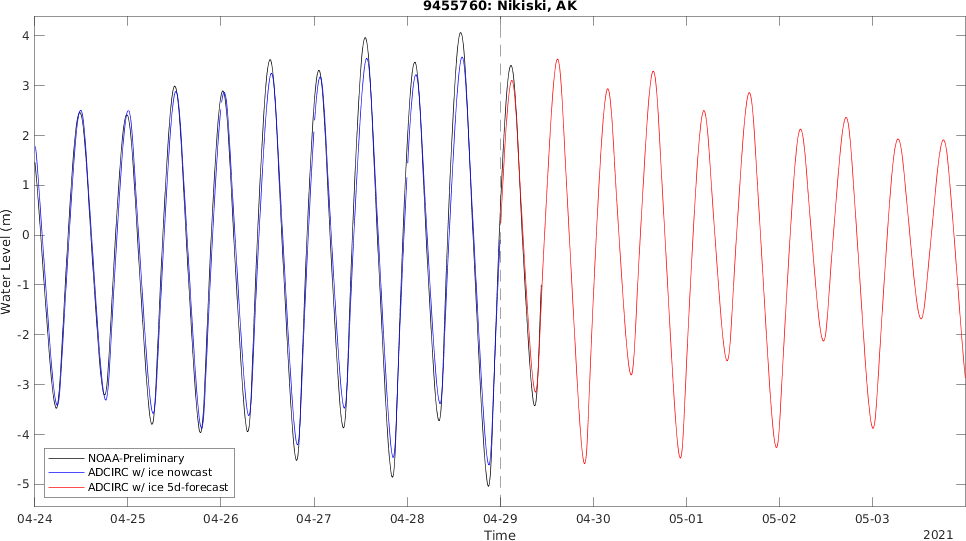 9455760: Nikiski, AK
4
3
2
1
0
-1
-2
-3
-4
-5
Water Level (m)
NOAA-Preliminary
ADCIRC w/ ice nowcast
ADCIRC w/ ice 5d-forecast
04-24 04-25 04-26 04-27 04-28 04-29 04-30 05-01 05-02 05-03
Time
2021